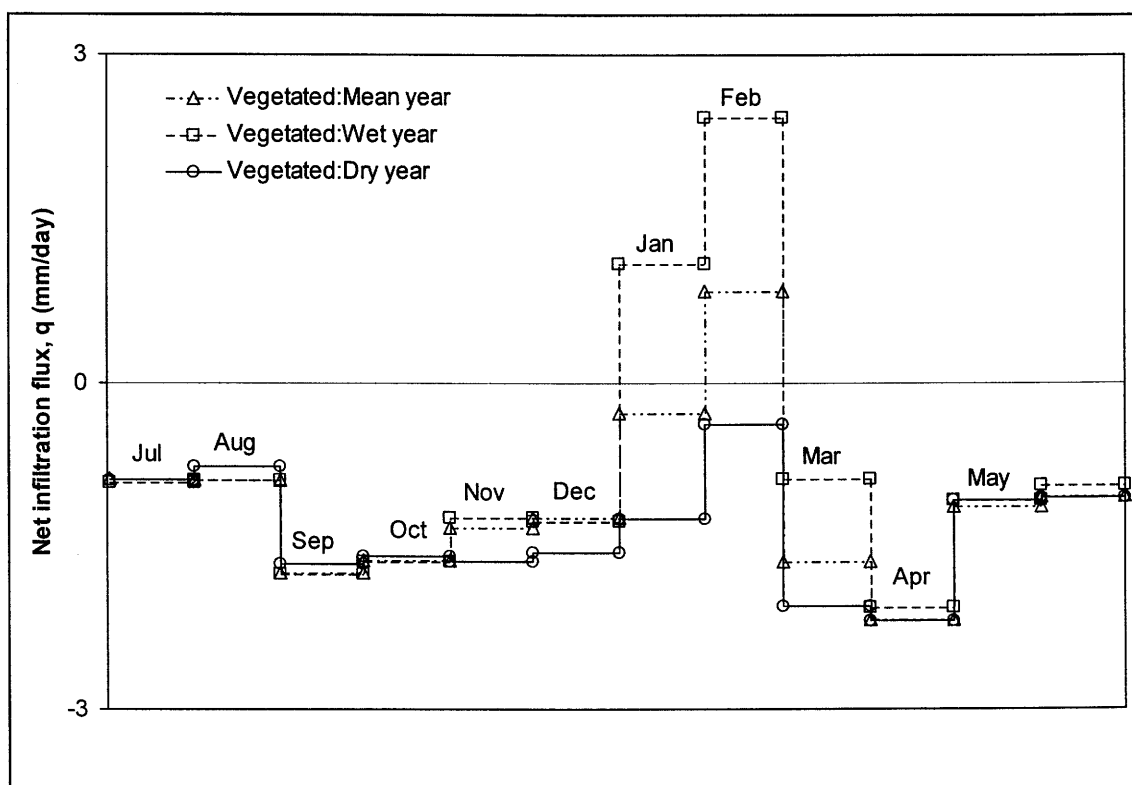 3
Feb
Vegetated:Mean year
Vegetated:Wet year
Vegetated:Dry year
Jan
Net infiltration flux, q (mm/day)
0
Jul
Aug
Mar
Nov
Dec
May
Oct
Sep
Apr
-3